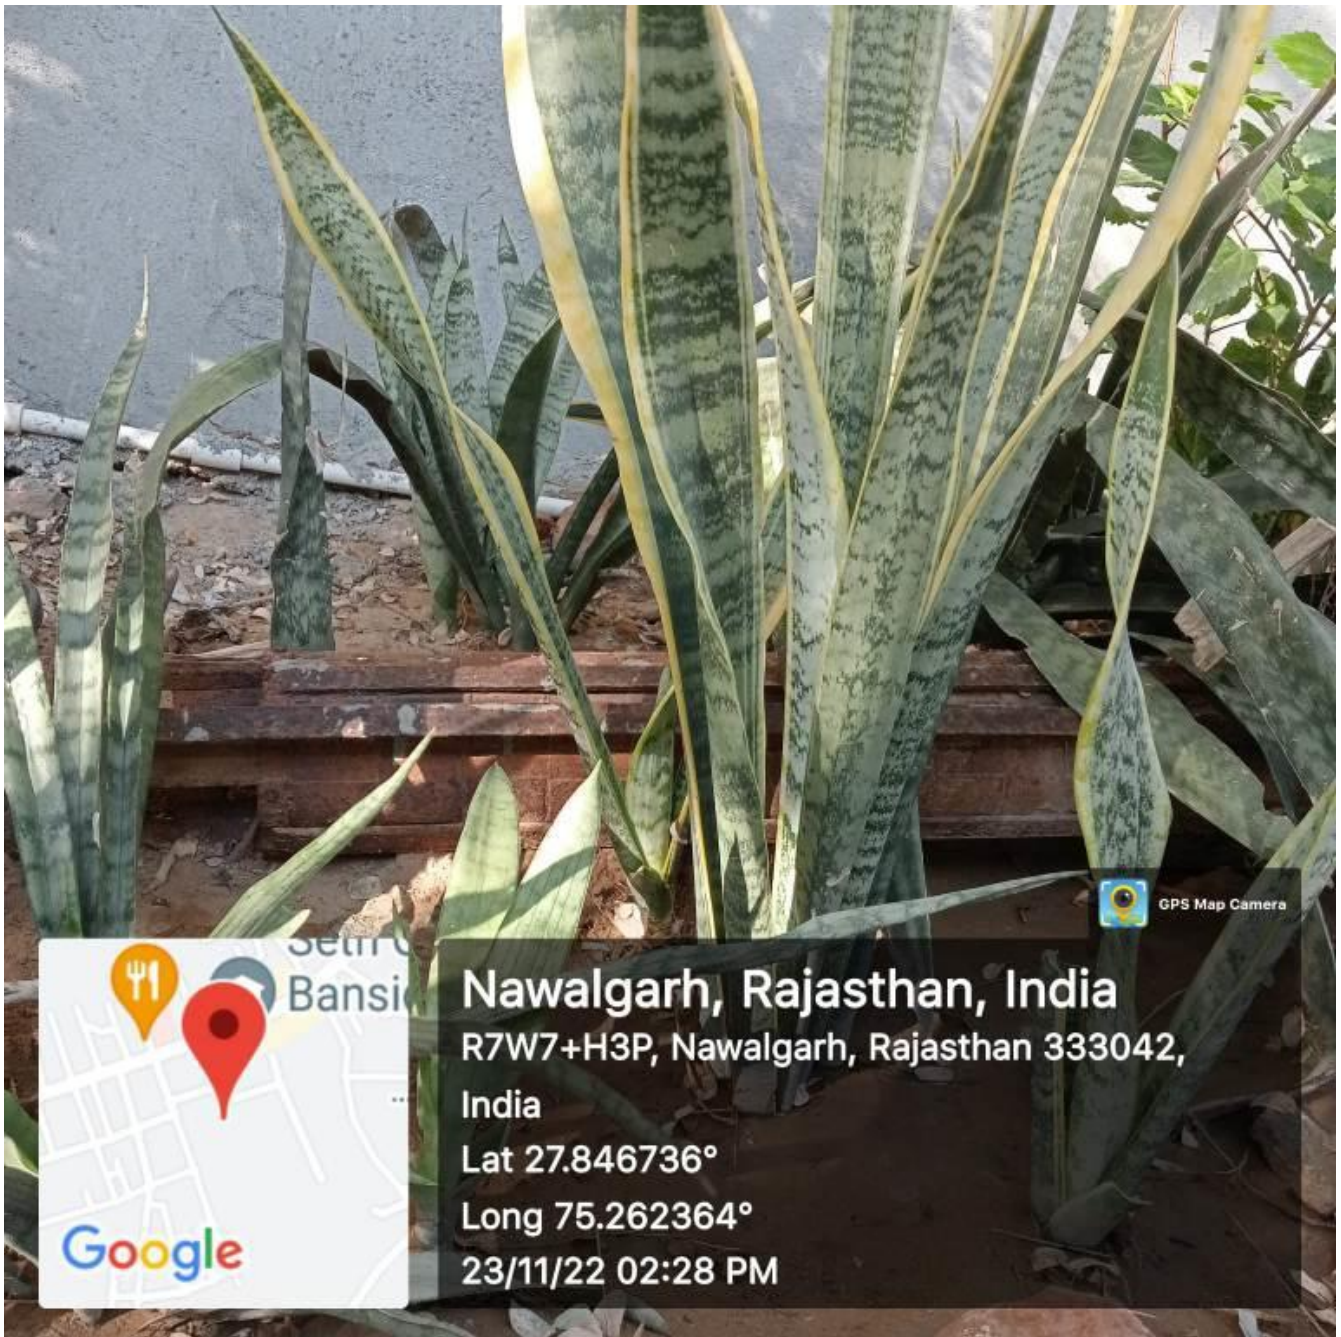 GPS Map Camera
Bansi
Nawalgarh, Rajasthan, India
R7W7+H3P, Nawalgarh, Rajasthan 333042,
India
Lat 27.846736°
Long 75.262364°
23/11/22 02:28 PM
Google